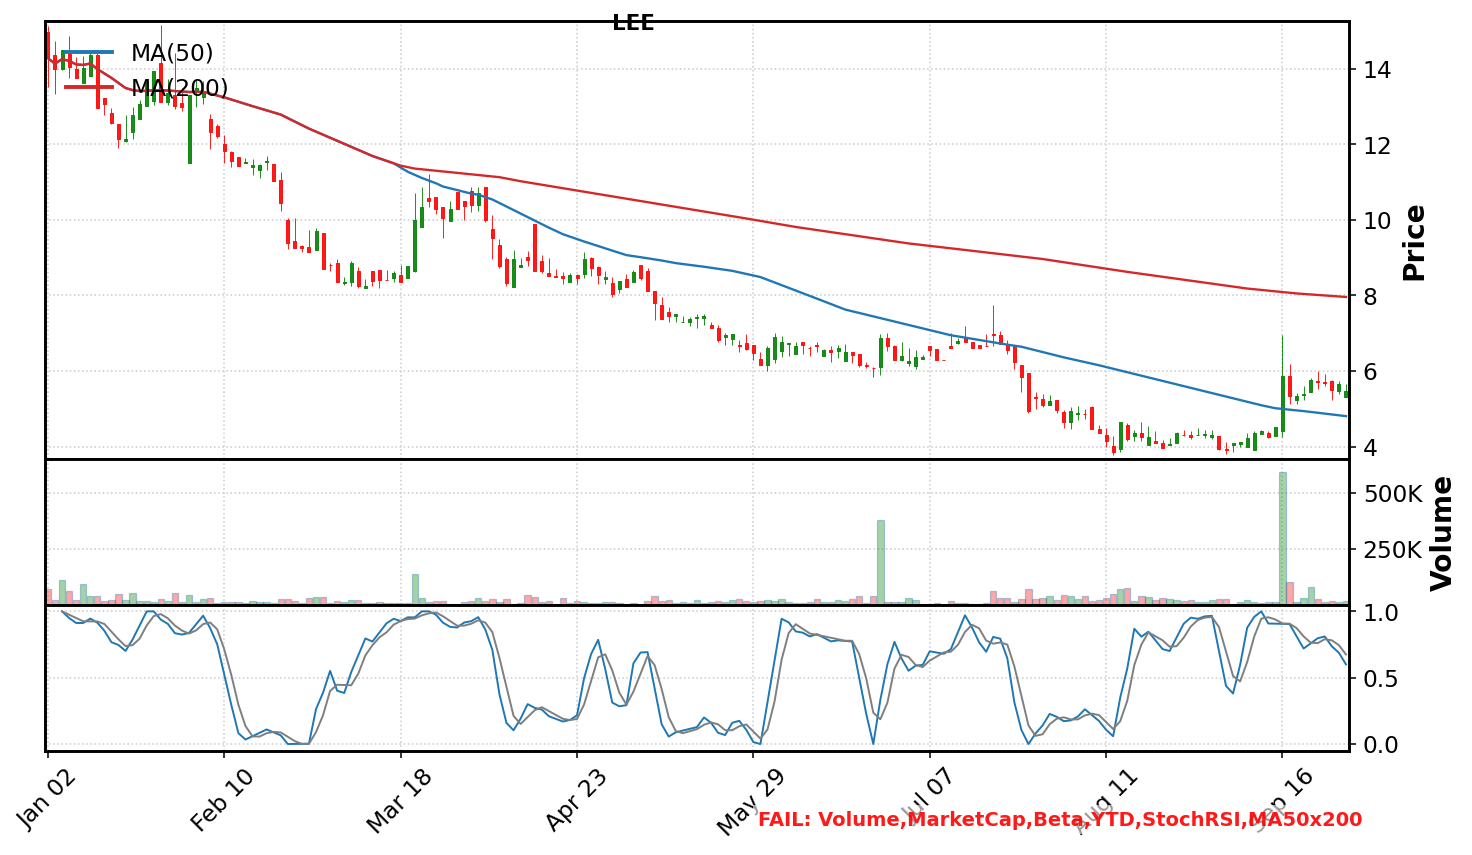 LEE
MA(50)
MA(200)
14
12
10
8
6
4
Price
500K
250K
Volume
1.0
0.5
0.0
Jan 02
Feb 10
Mar 18
Apr 23
May 29
Jul 07
Aug 11
Sep 16
FAIL: Volume,MarketCap,Beta,YTD,StochRSI,MA50x200